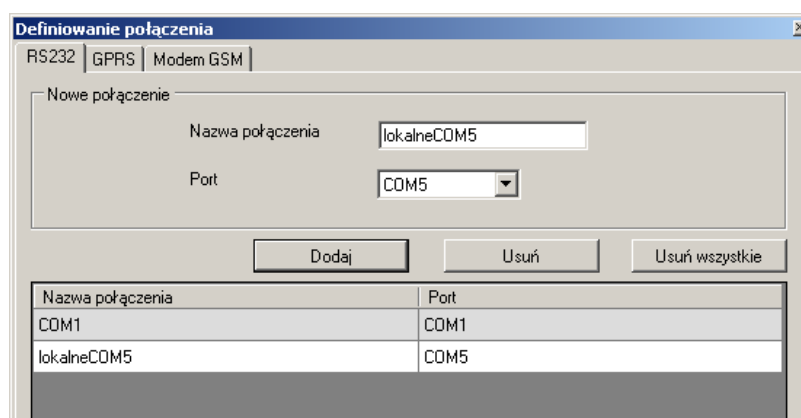 Definiowanie połączenia
RS232 GPRS Modem GSM
Nowe połączenie
Nazwa połączenia lokalneCOM5
Port COM5
Dodaj Usuń Usuń wszystkie
Nazwa połączenia Port
COM1 COM1
lokalneCOM5 COM5